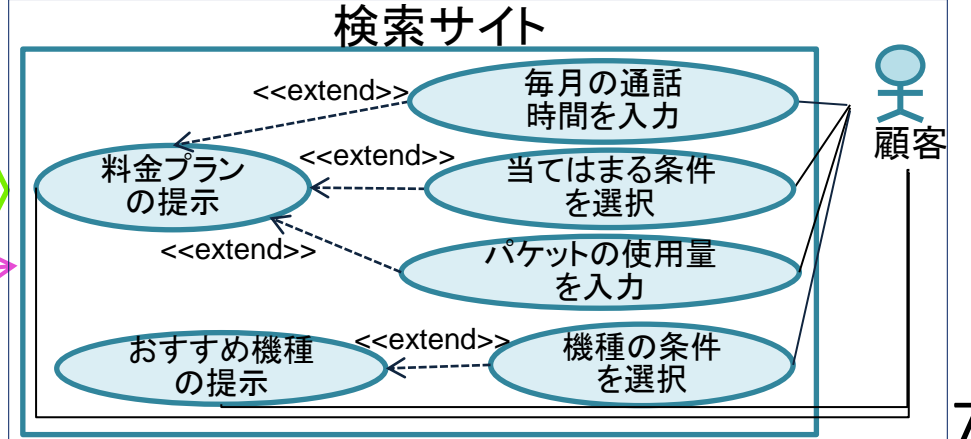 検索サイト
<<extend>>
毎月の通話
時間を入力
顧客
料金プラン
の提示
<<extend>>
当てはまる条件
を選択
<<extend>>
パケットの使用量
を入力
おすすめ機種
の提示
<<extend>>
機種の条件
を選択